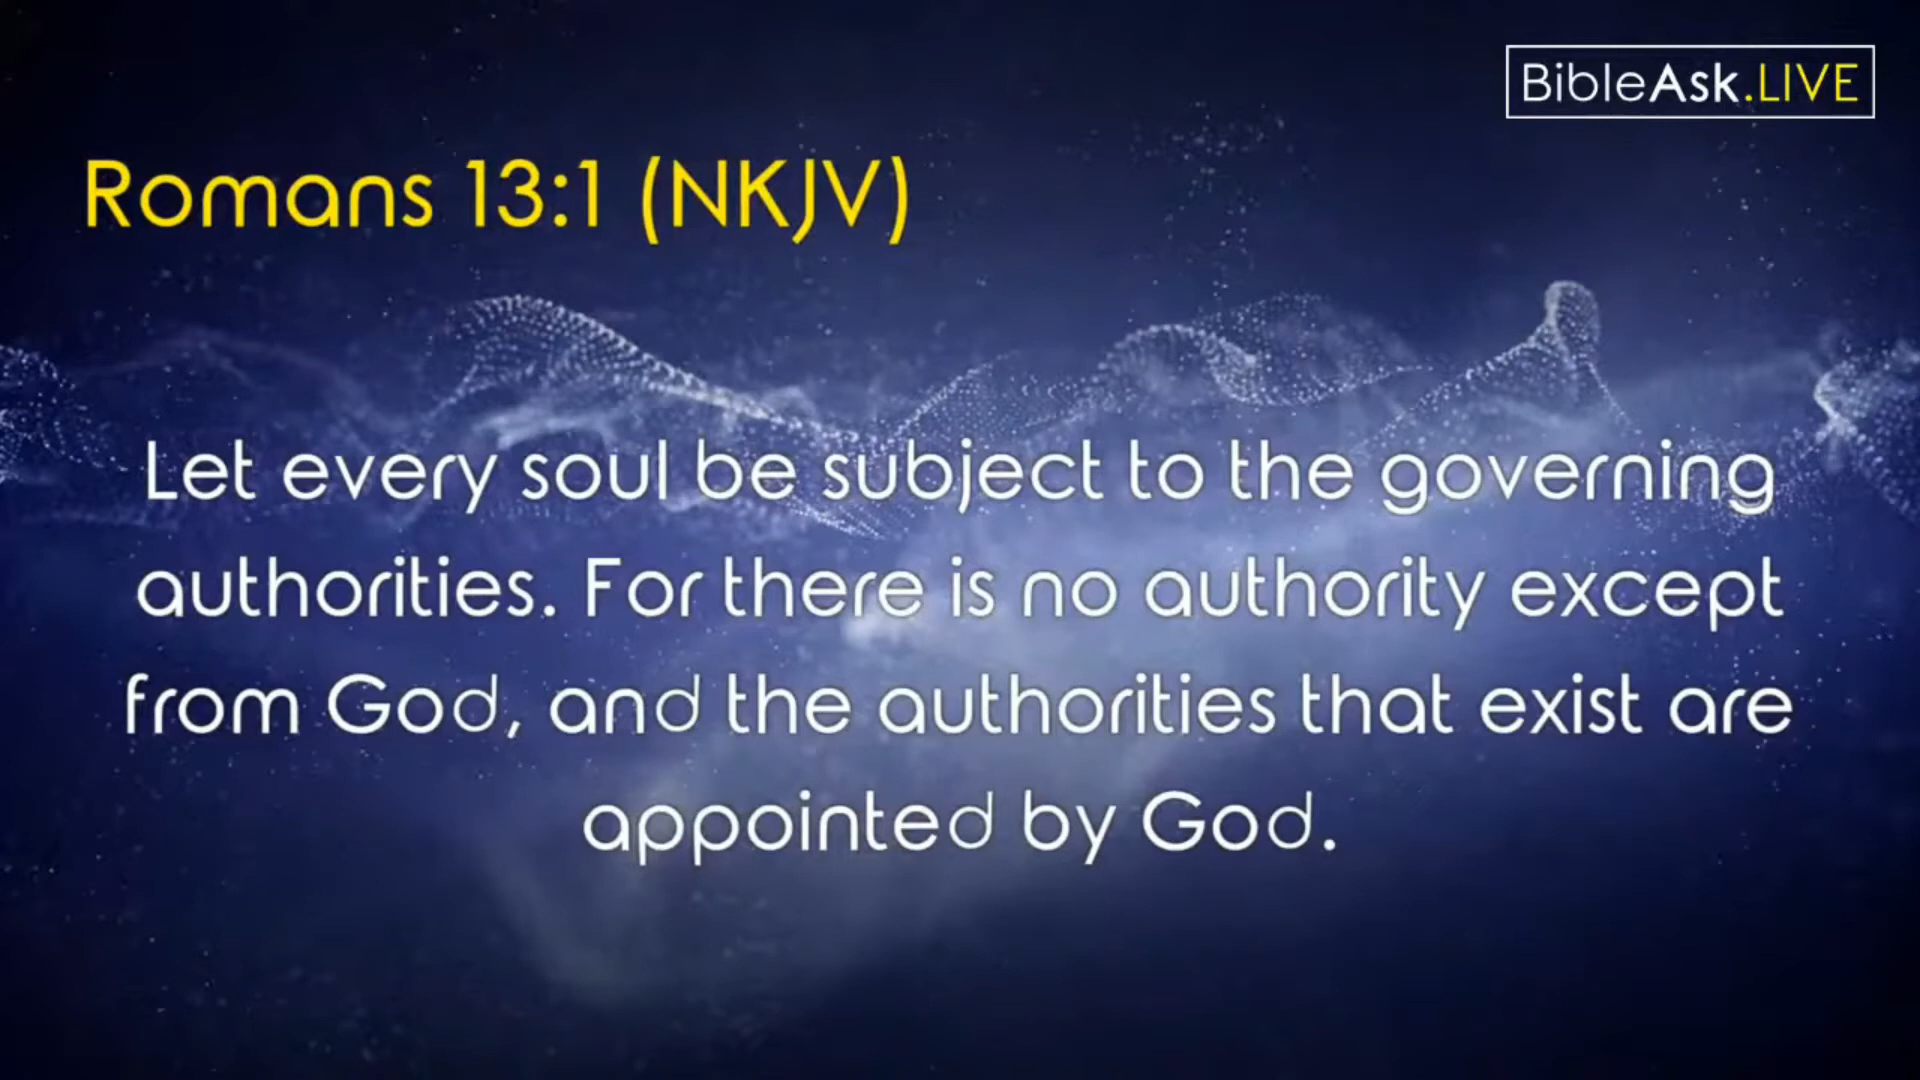 BibleAsk.LIVE
Romans 13:1 (NKJV)
Let every soul be subject to the governing
authorities. For there is no authority except
from God, and the authorities that exist are
appointed by God.